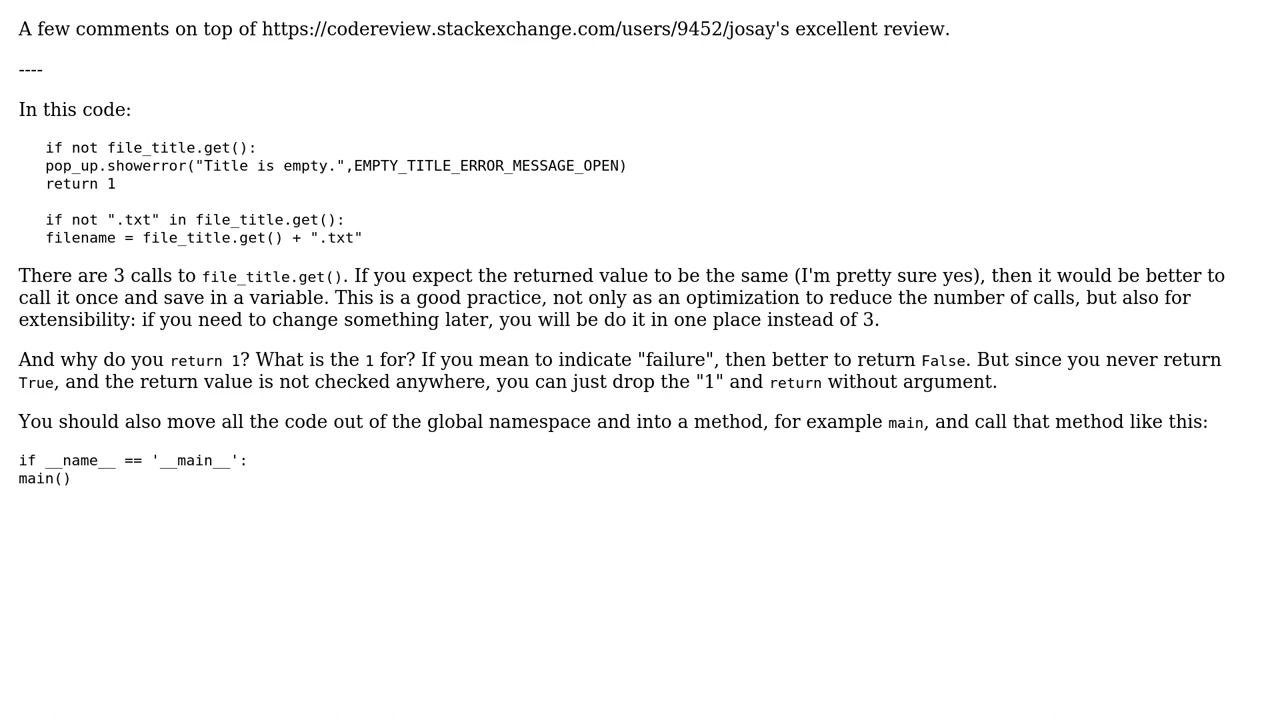 A few comments on top of https://codereview.stackexchange.com/users/9452/josay's excellent review.
----
In this code:
if not file_title.get():
pop_up.showerror("Title is empty.",EMPTY_TITLE_ERROR_MESSAGE_OPEN)
return 1
if not ".txt" in file_title.get():
filename = file_title.get() + ".txt"
There are 3 calls to file_title.get(). If you expect the returned value to be the same (I'm pretty sure yes), then it would be better to
call it once and save in a variable. This is a good practice, not only as an optimization to reduce the number of calls, but also for
extensibility: if you need to change something later, you will be do it in one place instead of 3.
And why do you return 1? What is the 1 for? If you mean to indicate "failure", then better to return False. But since you never return
True, and the return value is not checked anywhere, you can just drop the "1" and return without argument.
You should also move all the code out of the global namespace and into a method, for example main, and call that method like this:
if __name__ == '__main__':
main()